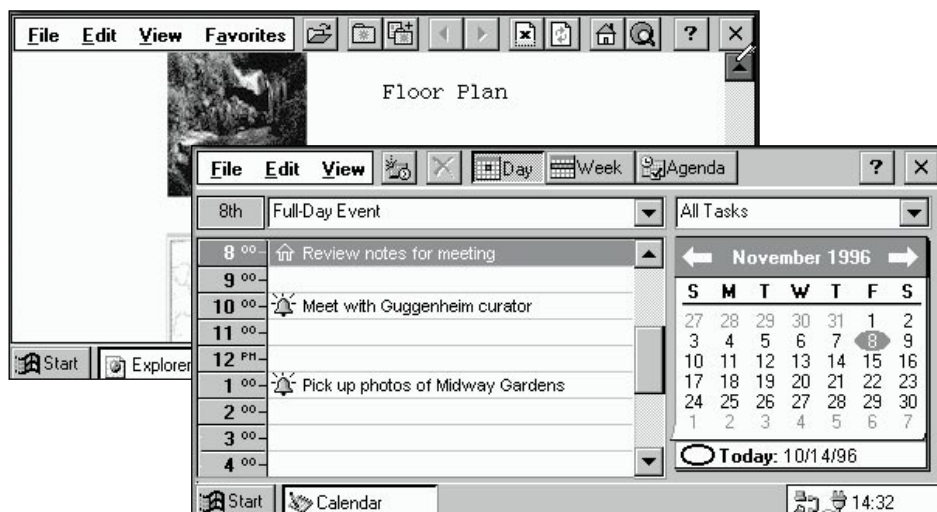 File Edit View Favorites ?
Floor Plan
File Edit View Day Week Agenda ?
8th Full-Day Event All Tasks
8 00 Review notes for meeting
9 00
10 00 Meet with Guggenheim curator
11 00
12 PM
1 00 Pick up photos of Midway Gardens
2 00
3 00
4 00
November 1996
S M T W T F S
27 28 29 30 31 1 2
3 4 5 6 7 8 9
10 11 12 13 14 15 16
17 18 19 20 21 22 23
24 25 26 27 28 29 30
1 2 3 4 5 6 7
Today: 10/14/96
Start Explorer
Start Calendar 14:32